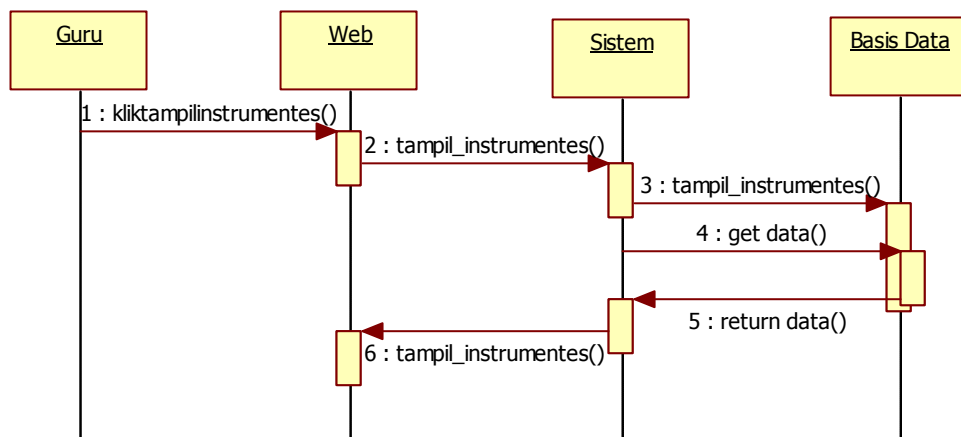 Guru
Web
Sistem
Basis Data
1 : kliktampilinstrumentes()
2 : tampil_instrumentes()
3 : tampil_instrumentes()
4 : get data()
5 : return data()
6 : tampil_instrumentes()